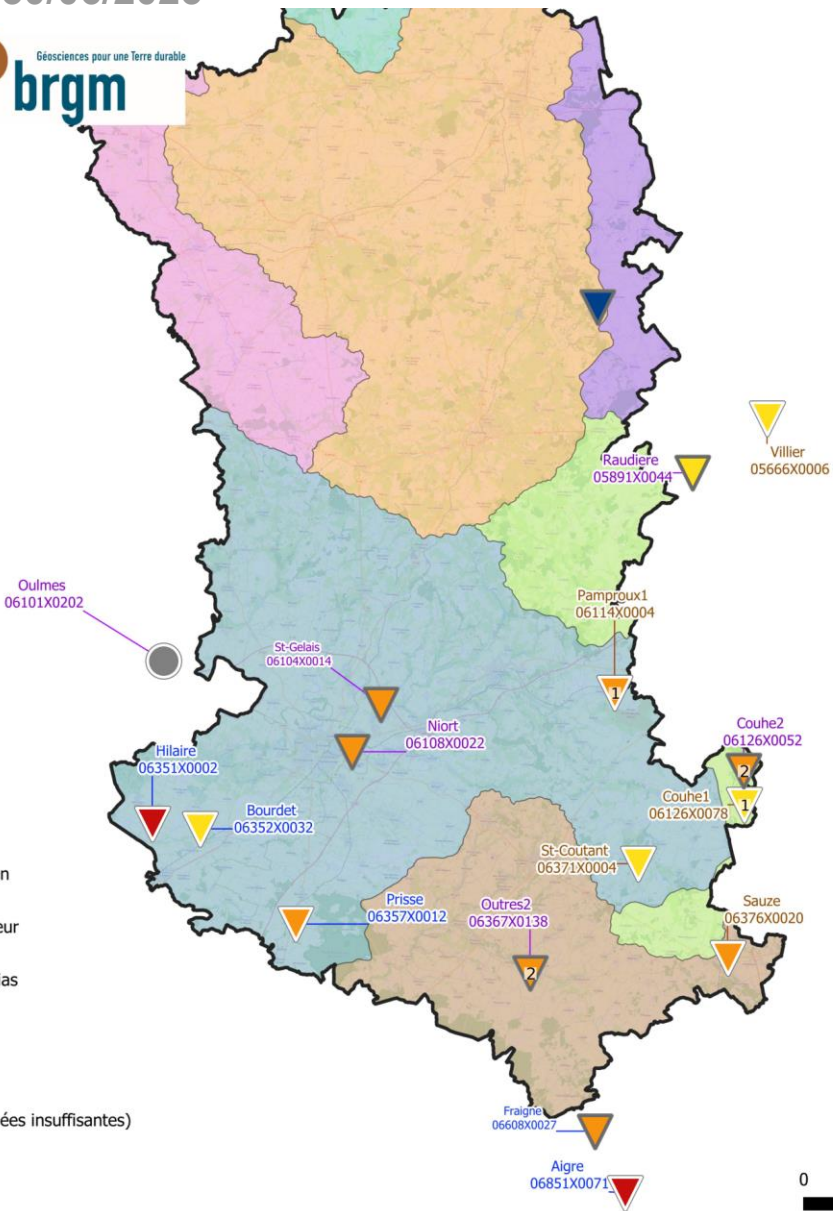 Géosciences pour une Terre durable
brgm
Villier
05666X0006
Raudiere
05891X0044
Oulmes
06101X0202
Pamproux1
06114X0004
1
St-Gelais
06104X0014
Niort
06108X0022
Couhe2
06126X0052
2
Hilaire
06351X0002
Bourdet
06352X0032
Couhe1
06126X0078
1
St-Coutant
06371X0004
Prisse
06357X0012
Outres2
06367X0138
2
Sauze
06376X0020
n
eur
ias
ées insuffisantes)
Fraigne
06608X0027
Aigre
06851X0071
0